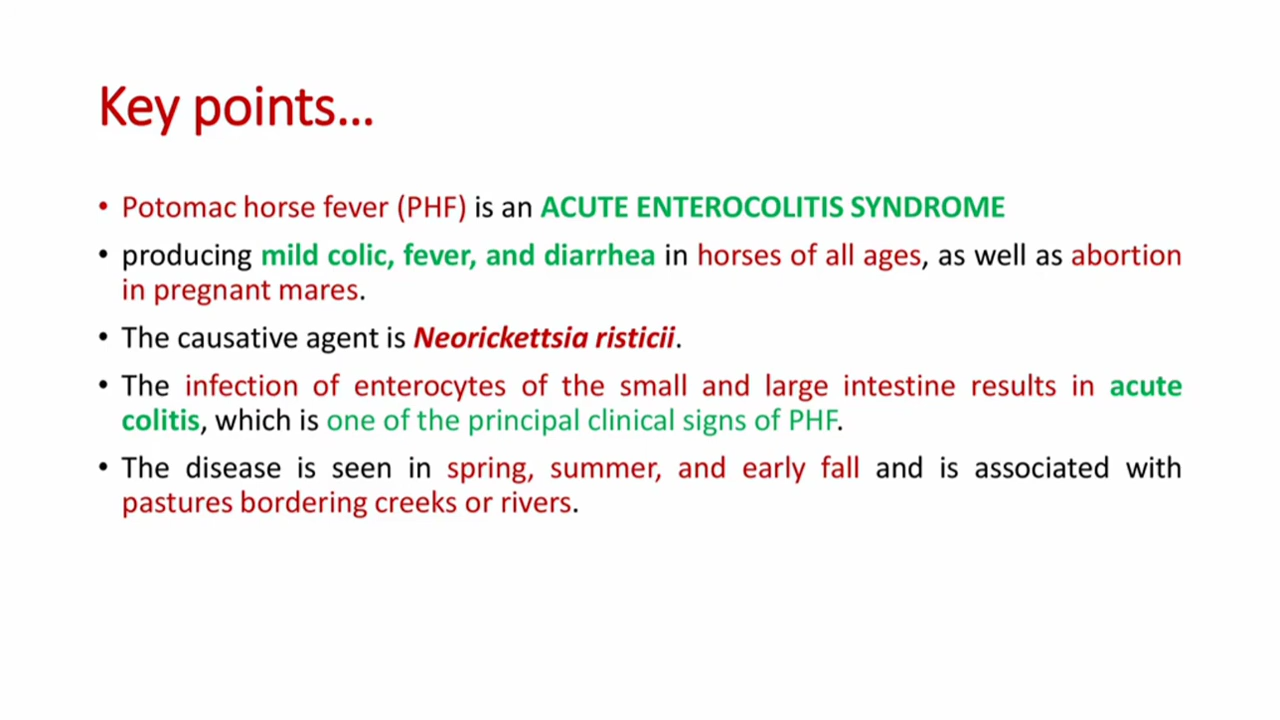 Key points...
• Potomac horse fever (PHF) is an ACUTE ENTEROCOLITIS SYNDROME
• producing mild colic, fever, and diarrhea in horses of all ages, as well as abortion
in pregnant mares.
• The causative agent is Neorickettsia risticii.
• The infection of enterocytes of the small and large intestine results in acute
colitis, which is one of the principal clinical signs of PHF.
• The disease is seen in spring, summer, and early fall and is associated with
pastures bordering creeks or rivers.